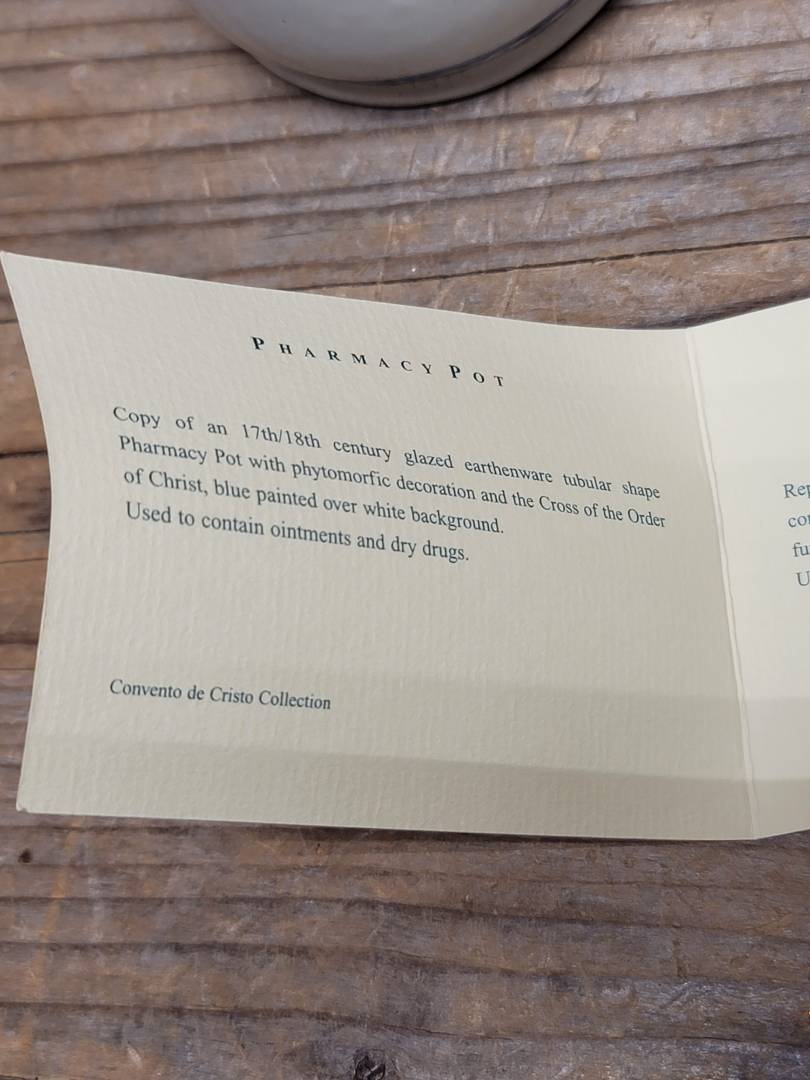 PHARMACY POT
Copy of an 17th/18th century glazed earthenware tubular shape
Pharmacy Pot with phytomorfic decoration and the Cross of the Order
of Christ, blue painted over white background.
Used to contain ointments and dry drugs.
Convento de Cristo Collection